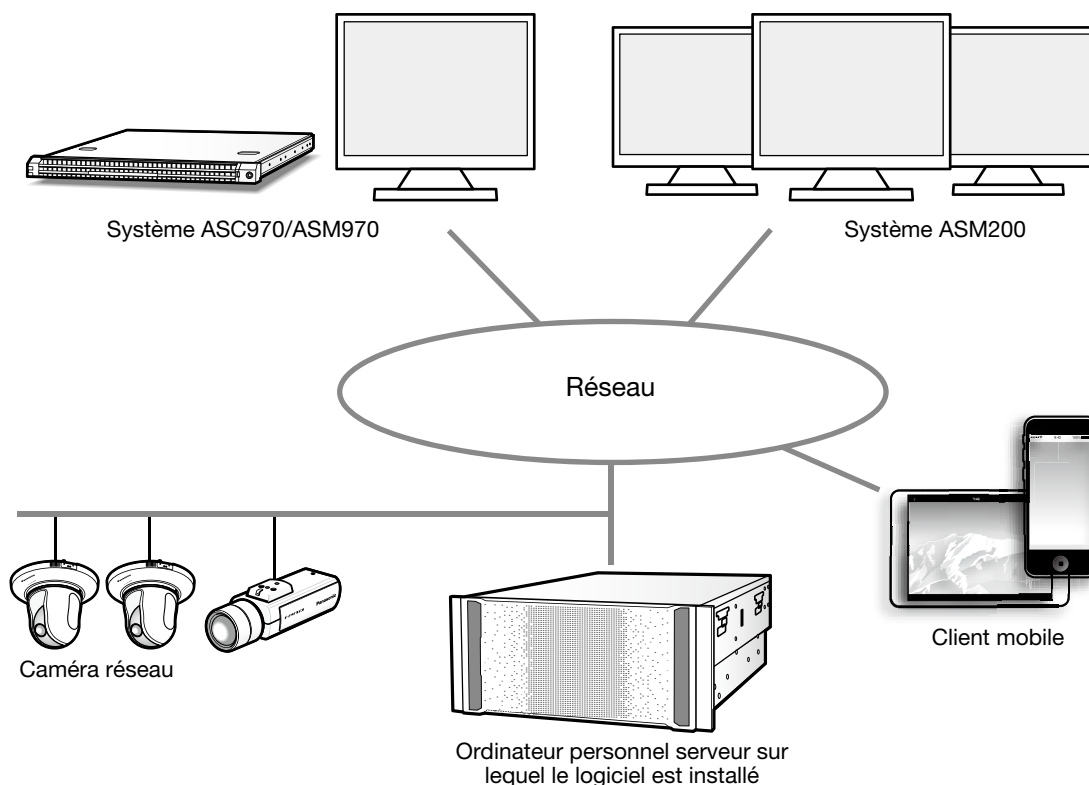 Système ASC970/ASM970
Système ASM200
Réseau
Caméra réseau
Panasonic
Client mobile
Ordinateur personnel serveur sur
lequel le logiciel est installé